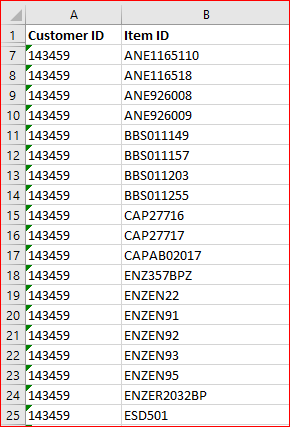 A B
1 Customer ID Item ID
7 143459 ANE1165110
8 143459 ANE116518
9 143459 ANE926008
10 143459 ANE926009
11 143459 BBS011149
12 143459 BBS011157
13 143459 BBS011203
14 143459 BBS011255
15 143459 CAP27716
16 143459 CAP27717
17 143459 CAPAB02017
18 143459 ENZ357BPZ
19 143459 ENZEN22
20 143459 ENZEN91
21 143459 ENZEN92
22 143459 ENZEN93
23 143459 ENZEN95
24 143459 ENZER2032BP
25 143459 ESD501